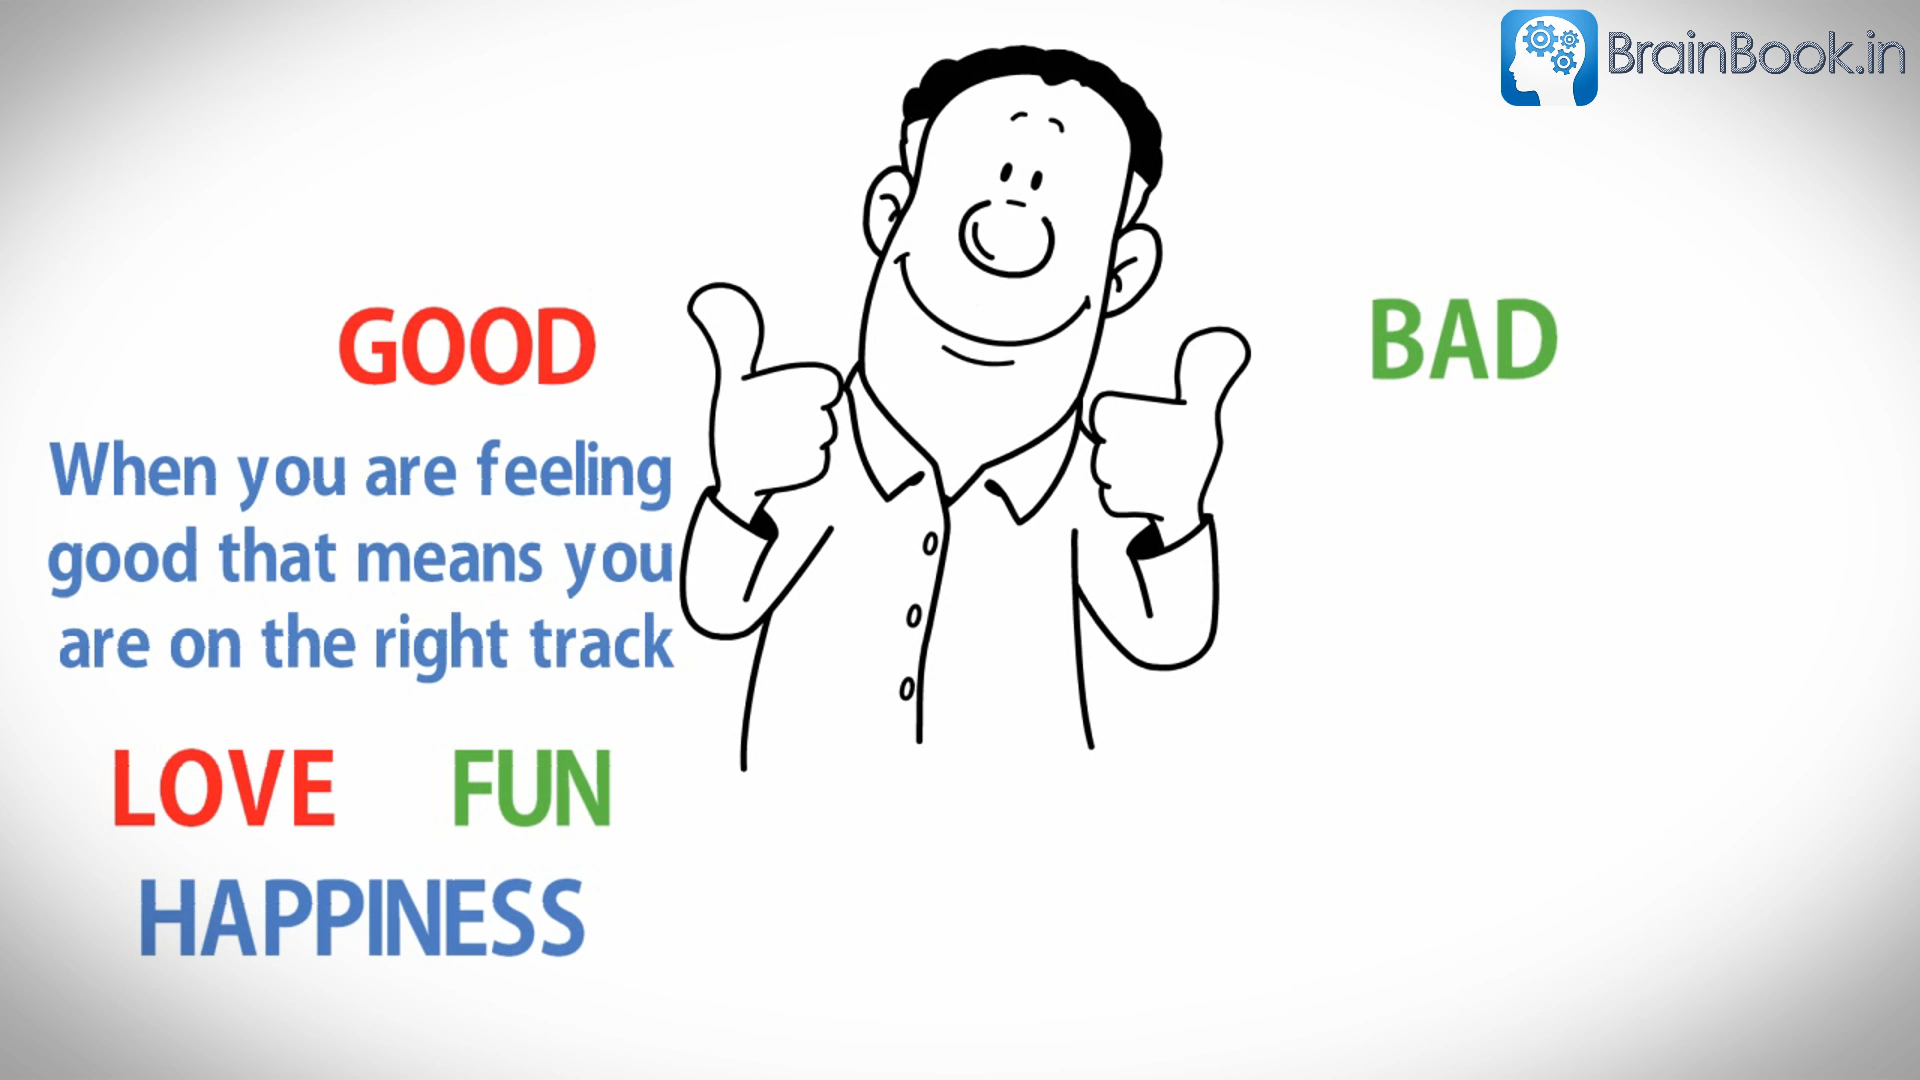 BrainBook.in
GOOD
BAD
When you are feeling
good that means you
are on the right track
LOVE FUN
HAPPINESS